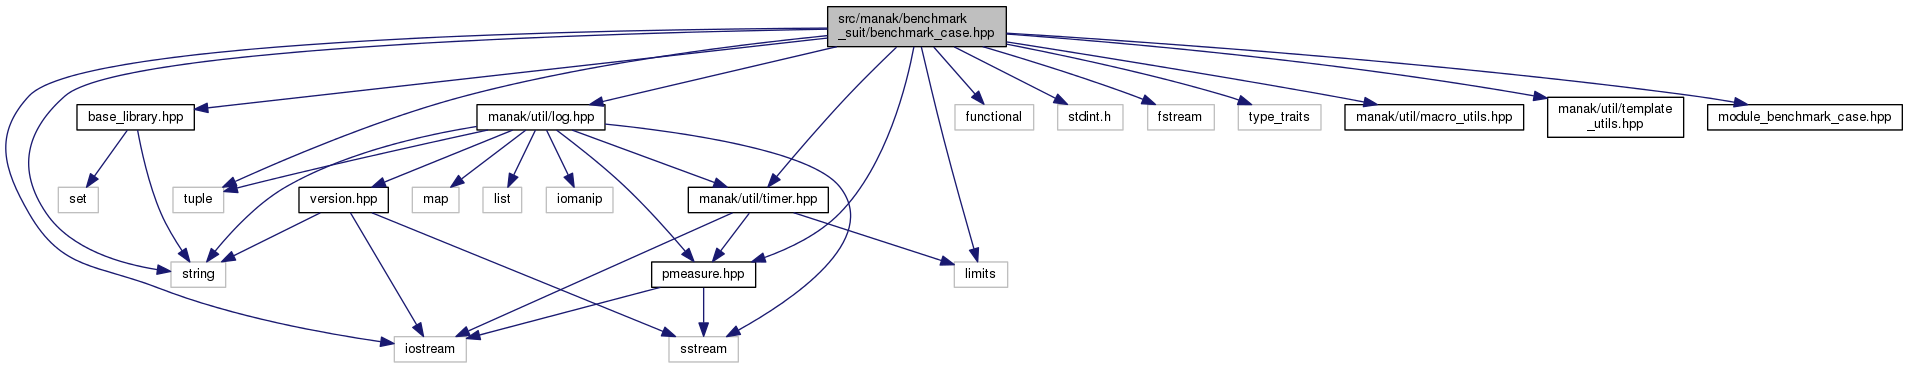 src/manak/benchmark
_suit/benchmark_case.hpp
base_library.hpp
manak/util/log.hpp
functional
stdint.h
fstream
type_traits
manak/util/macro_utils.hpp
manak/util/template
_utils.hpp
module_benchmark_case.hpp
set
tuple
version.hpp
map
list
iomanip
manak/util/timer.hpp
string
pmeasure.hpp
limits
iostream
sstream